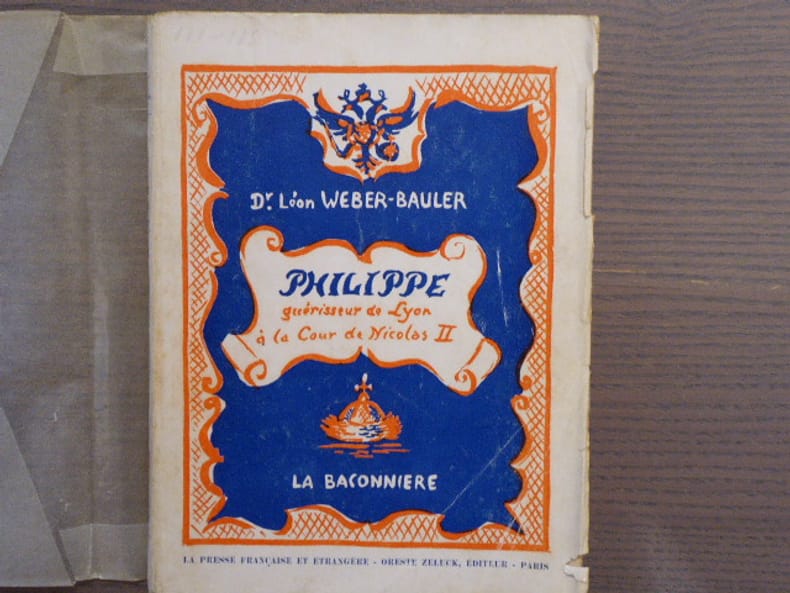 Dr. Léon WEBER-BAULER
PHILIPPE
guérisseur de Lyon
à la Cour de Nicolas II
LA BACONNIERE
LA PRESSE FRANÇAISE ET ETRANGERE - ORESTE ZELUCK, ÉDITEUR - PARIS